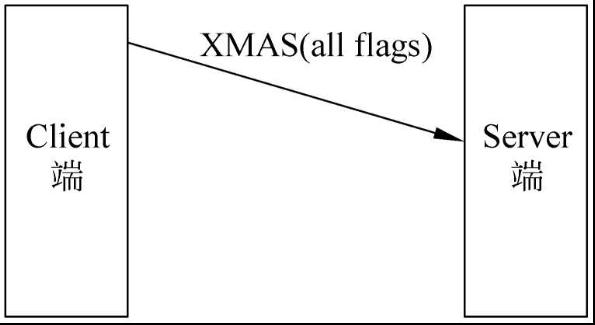 XMAS(all flags)
Client
端
Server
端